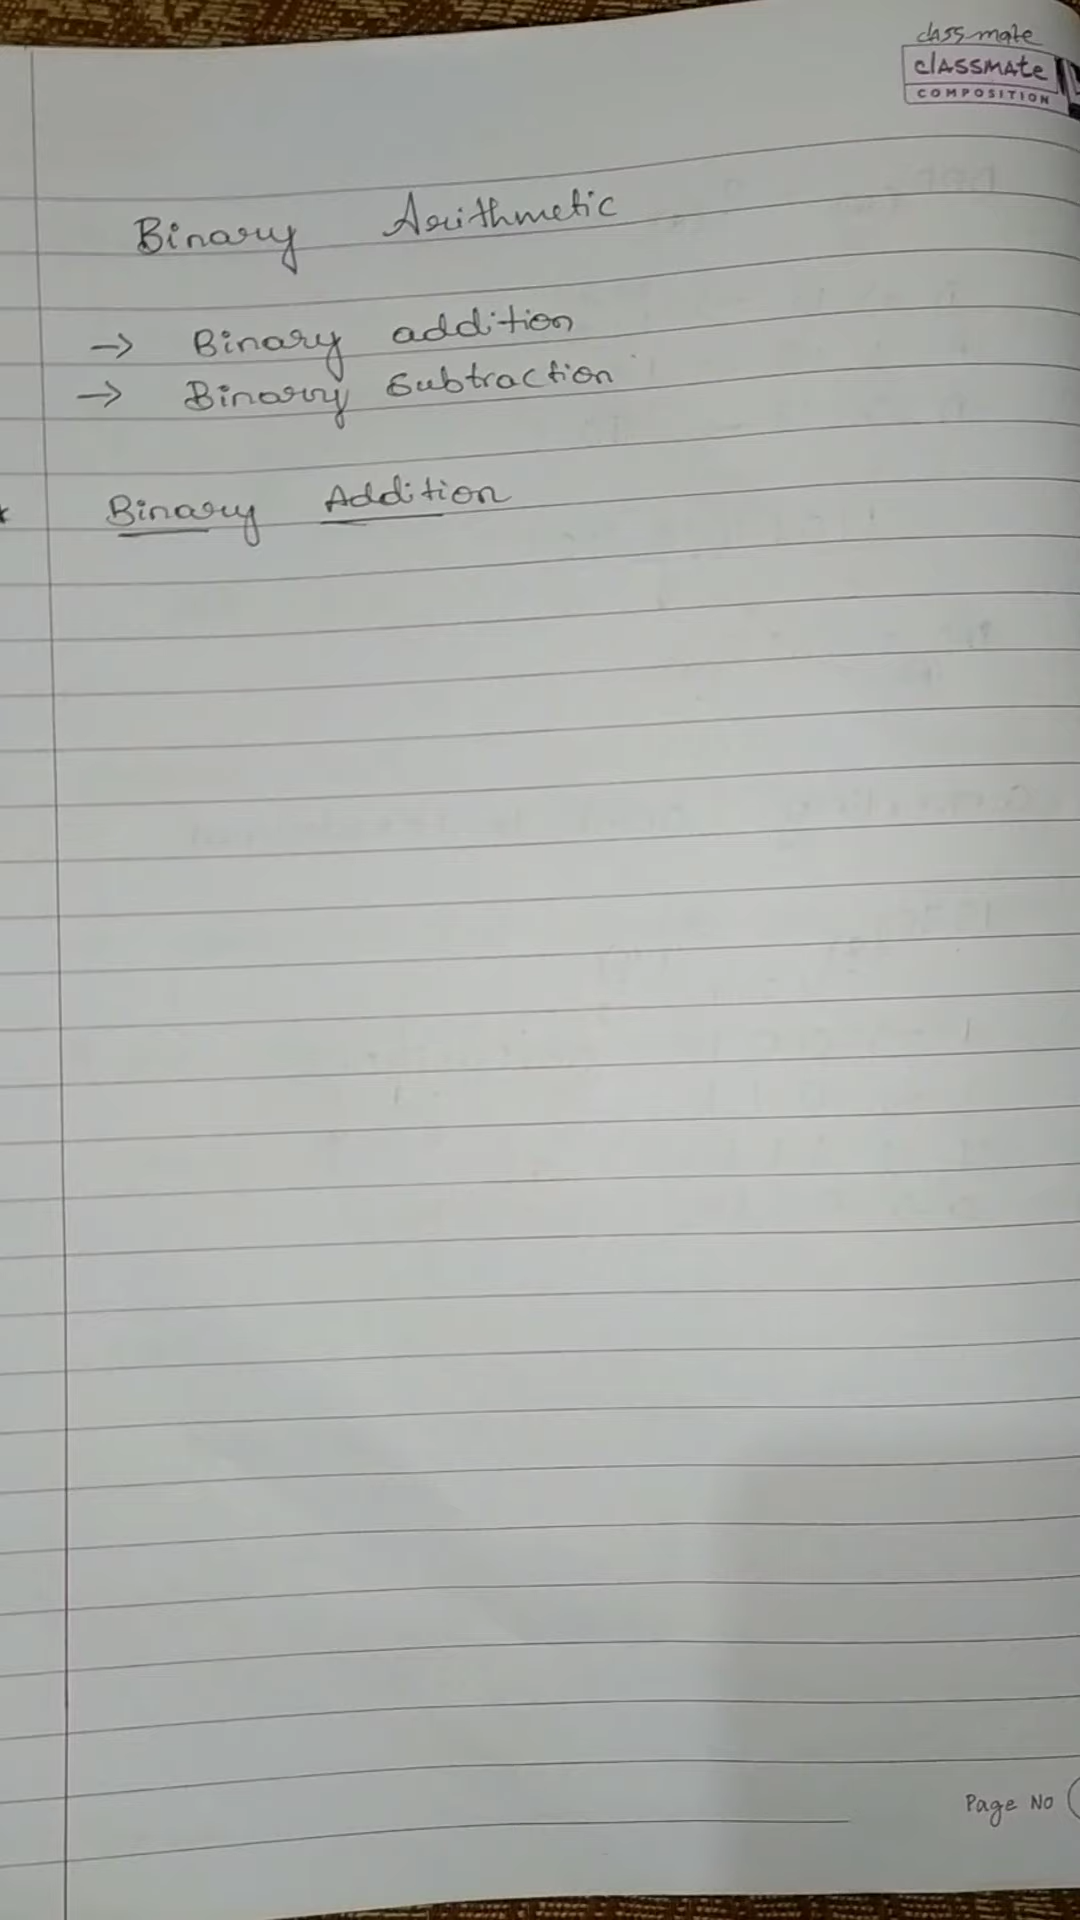 classmate
classmate
COMPOSITION
Binary Arithmetic
→ Binary addition
→ Binary Subtraction
* Binary Addition
Page No